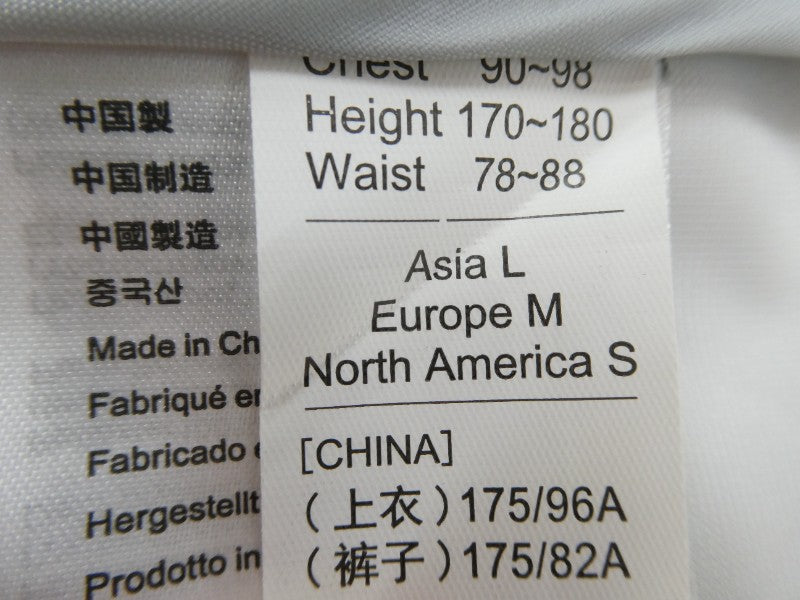 Chest 90~98
Height 170~180
Waist 78~88
Asia L
Europe M
North America S
[CHINA]
(上衣)175/96A
(裤子)175/82A
中国製
中国制造
中國製造
중국산
Made in Ch
Fabriqué e
Fabricado
Hergestellt
Prodotto in